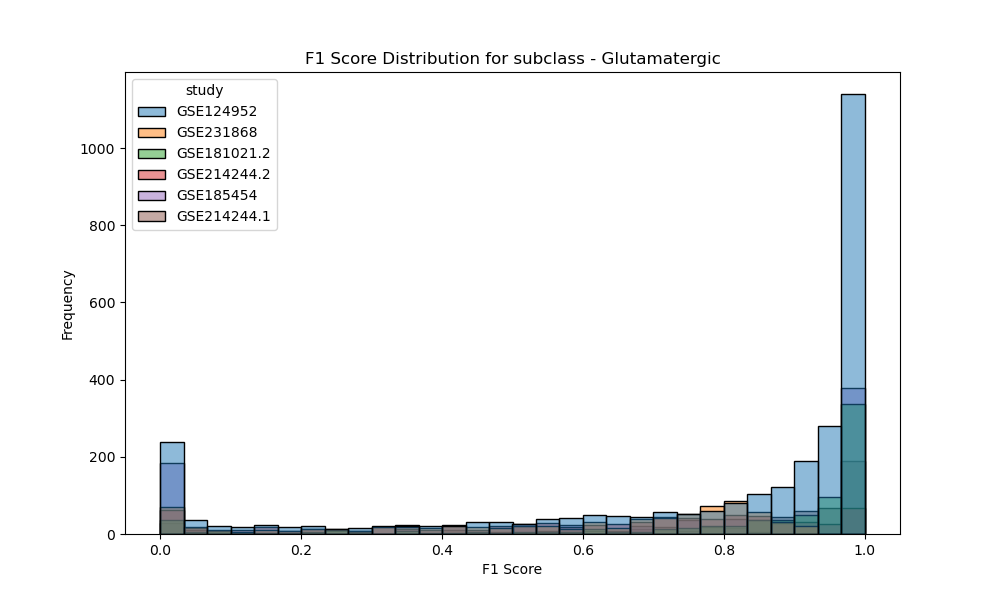 F1 Score Distribution for subclass - Glutamatergic
study
GSE124952
GSE231868
GSE181021.2
GSE214244.2
GSE185454
GSE214244.1
Frequency
1000
800
600
400
200
0
0.0 0.2 0.4 0.6 0.8 1.0
F1 Score